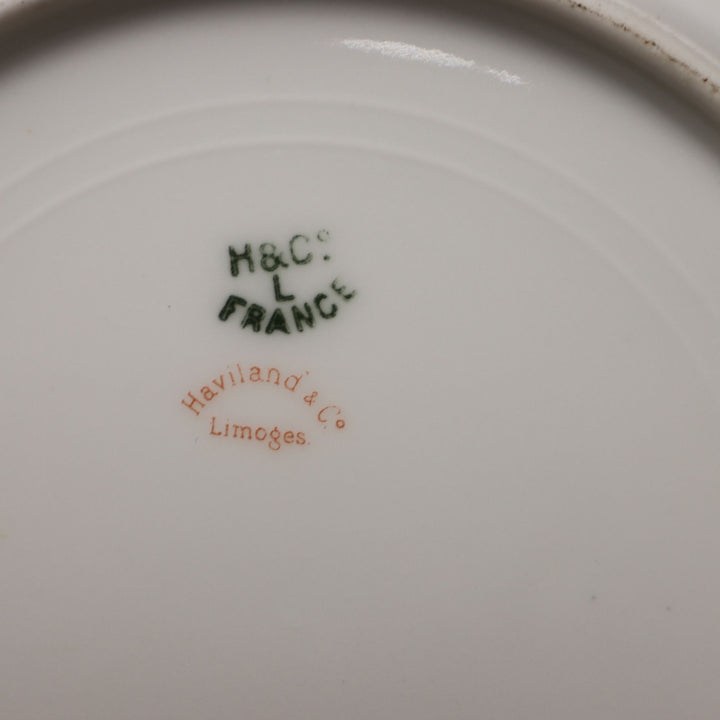 H&Cº
L
FRANCE
Haviland & Cº
Limoges.